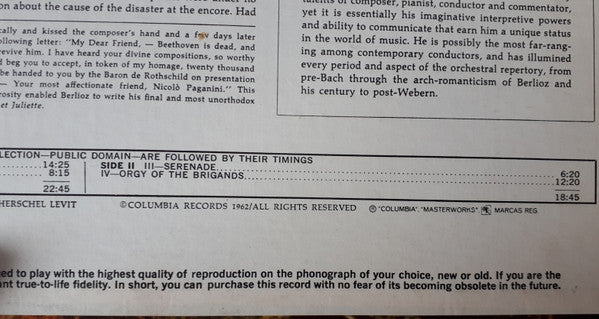 on about the cause of the disaster at the encore. Had
cally and kissed the composer's hand and a few days later
ollowing letter: "My Dear Friend, — Beethoven is dead, and
revive him. I have heard your divine compositions, so worthy
d beg you to accept, in token of my homage, twenty thousand
be handed to you by the Baron de Rothschild on presentation
— Your most affectionate friend, Nicolò Paganini." This
rosity enabled Berlioz to write his final and most unorthodox
et Juliette.
talents of composer, pianist, conductor and commentator,
yet it is essentially his imaginative interpretive powers
and ability to communicate that earn him a unique status
in the world of music. He is possibly the most far-rang-
ing among contemporary conductors, and has illumined
every period and aspect of the orchestral repertory, from
pre-Bach through the arch-romanticism of Berlioz and
his century to post-Webern.
LECTION—PUBLIC DOMAIN—ARE FOLLOWED BY THEIR TIMINGS
14:25
8:15
22:45
SIDE II III—SERENADE 6:20
IV—ORGY OF THE BRIGANDS 12:20
18:45
HERSCHEL LEVIT ©COLUMBIA RECORDS 1962/ALL RIGHTS RESERVED ® "COLUMBIA", "MASTERWORKS", MARCAS REG.
ed to play with the highest quality of reproduction on the phonograph of your choice, new or old. If you are the
nt true-to-life fidelity. In short, you can purchase this record with no fear of its becoming obsolete in the future.